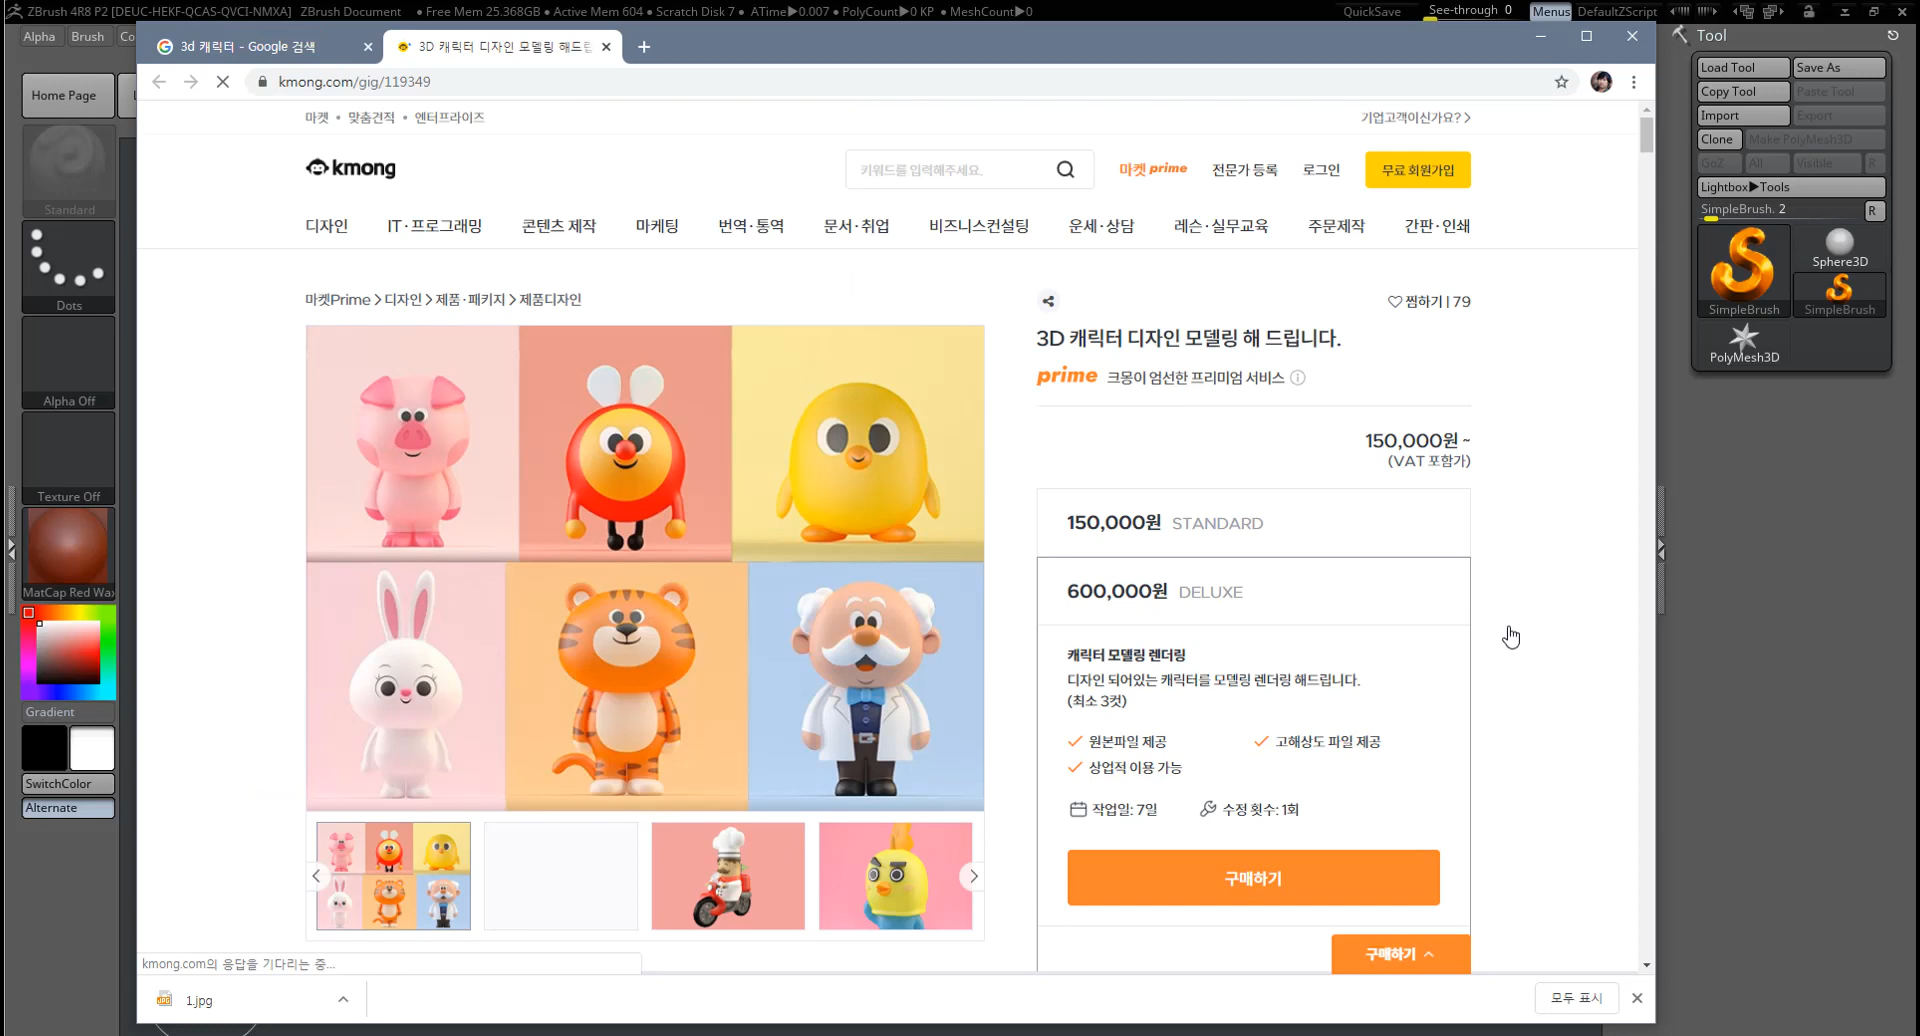 ZBrush 4R8 P2 [DEUC-HEKF-QCAS-QVCI-NMXA]   ZBrush Document   • Free Mem 25.368GB • Active Mem 604 • Scratch Disk 7 • ATime▶0.007 • PolyCount▶0 KP • MeshCount▶0   QuickSave   See-through 0   Menus   DefaultZScript
Alpha   Brush   Co
3d 캐릭터 - Google 검색   3D 캐릭터 디자인 모델링 해드림
kmong.com/gig/119349
Home Page
마켓 • 맞춤견적 • 엔터프라이즈   기업고객이신가요? >
kmong   키워드를 입력해주세요.   마켓 prime   전문가 등록   로그인   무료 회원가입
디자인   IT·프로그래밍   콘텐츠 제작   마케팅   번역·통역   문서·취업   비즈니스컨설팅   운세·상담   레슨·실무교육   주문제작   간판·인쇄
마켓Prime > 디자인 > 제품·패키지 > 제품디자인
찜하기 | 79
3D 캐릭터 디자인 모델링 해 드립니다.
prime 크몽이 엄선한 프리미엄 서비스
150,000원 ~
(VAT 포함가)
150,000원 STANDARD
600,000원 DELUXE
캐릭터 모델링 렌더링
디자인 되어있는 캐릭터를 모델링 렌더링 해드립니다.
(최소 3컷)
원본파일 제공   고해상도 파일 제공
상업적 이용 가능
작업일: 7일   수정 횟수: 1회
구매하기
구매하기
kmong.com의 응답을 기다리는 중...
1.jpg   모두 표시
Standard
Dots
Alpha Off
Texture Off
MatCap Red Wax
Gradient
SwitchColor
Alternate
Tool
Load Tool   Save As
Copy Tool   Paste Tool
Import   Export
Clone   Make PolyMesh3D
GoZ   All   Visible   R
Lightbox▶Tools
SimpleBrush. 2   R
Sphere3D
SimpleBrush   SimpleBrush
PolyMesh3D